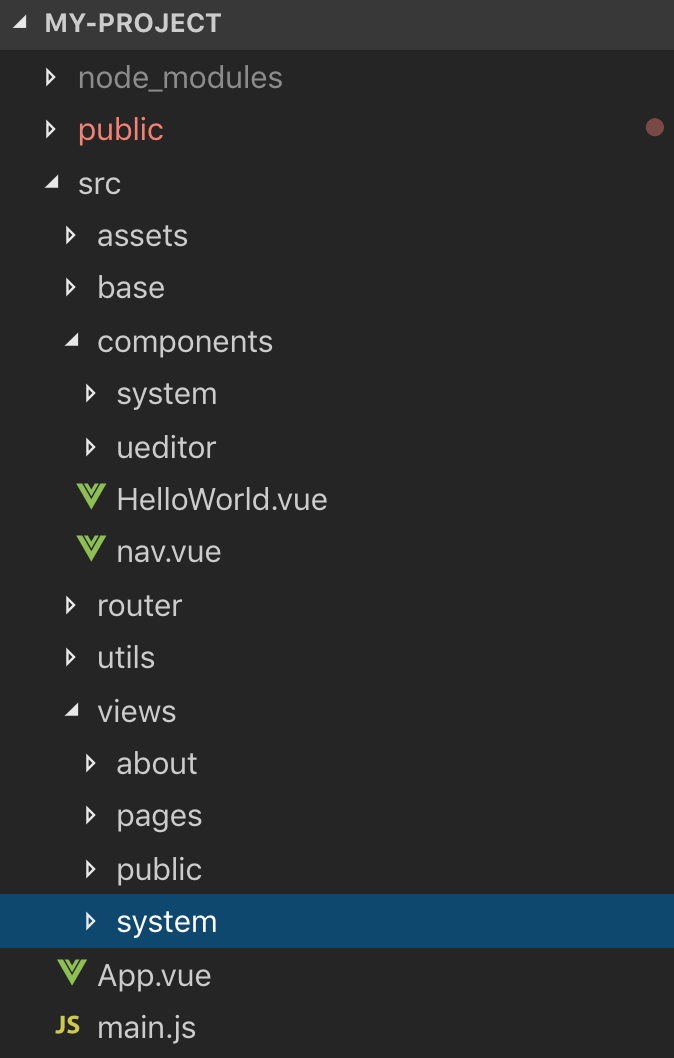 MY-PROJECT
node_modules
public
src
assets
base
components
system
ueditor
HelloWorld.vue
nav.vue
router
utils
views
about
pages
public
system
App.vue
JS main.js